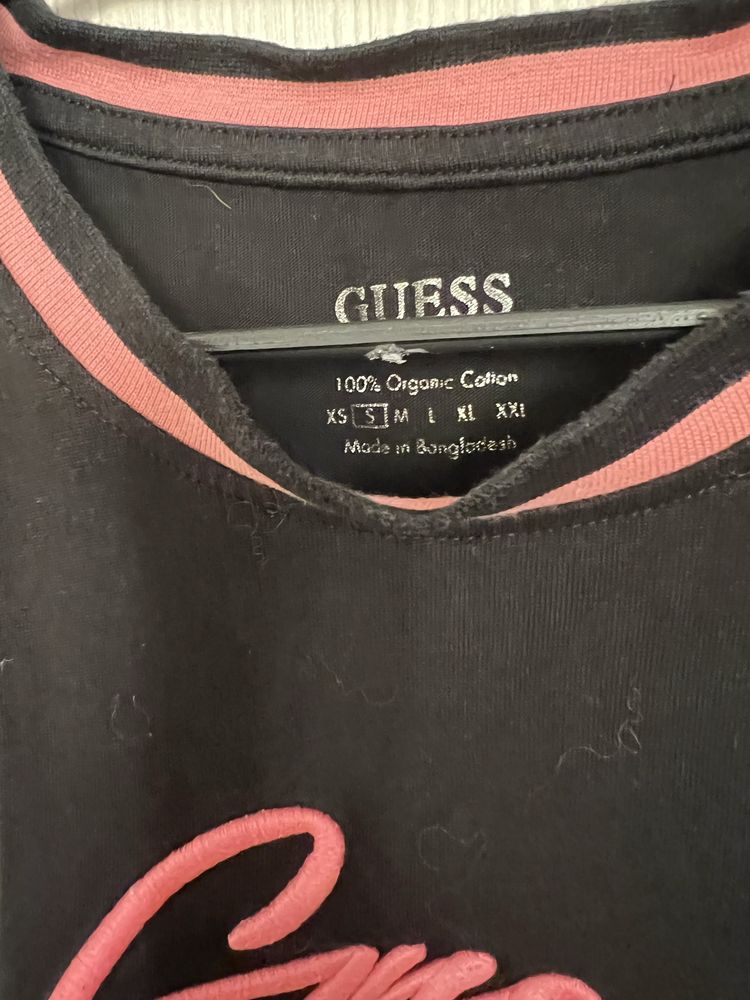 GUESS
100% Organic Cotton
XS S M L XL XXL
Made in Bangladesh